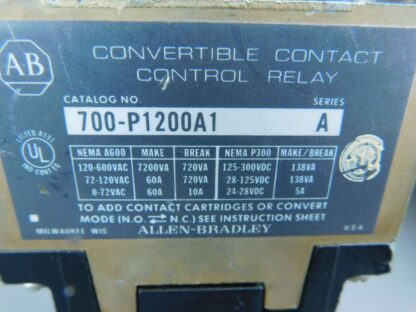 AB
CONVERTIBLE CONTACT
CONTROL RELAY
CATALOG NO. SERIES
700-P1200A1 A
UL
NEMA A600 MAKE BREAK NEMA P300 MAKE/BREAK
120-600VAC 7200VA 720VA 125-300VDC 138VA
72-120VAC 60A 720VA 28-125VDC 138VA
0-72VAC 60A 10A 24-28VDC 5A
TO ADD CONTACT CARTRIDGES OR CONVERT
MODE (N.O. ⇄ N.C.) SEE INSTRUCTION SHEET
MILWAUKEE WIS ALLEN-BRADLEY USA